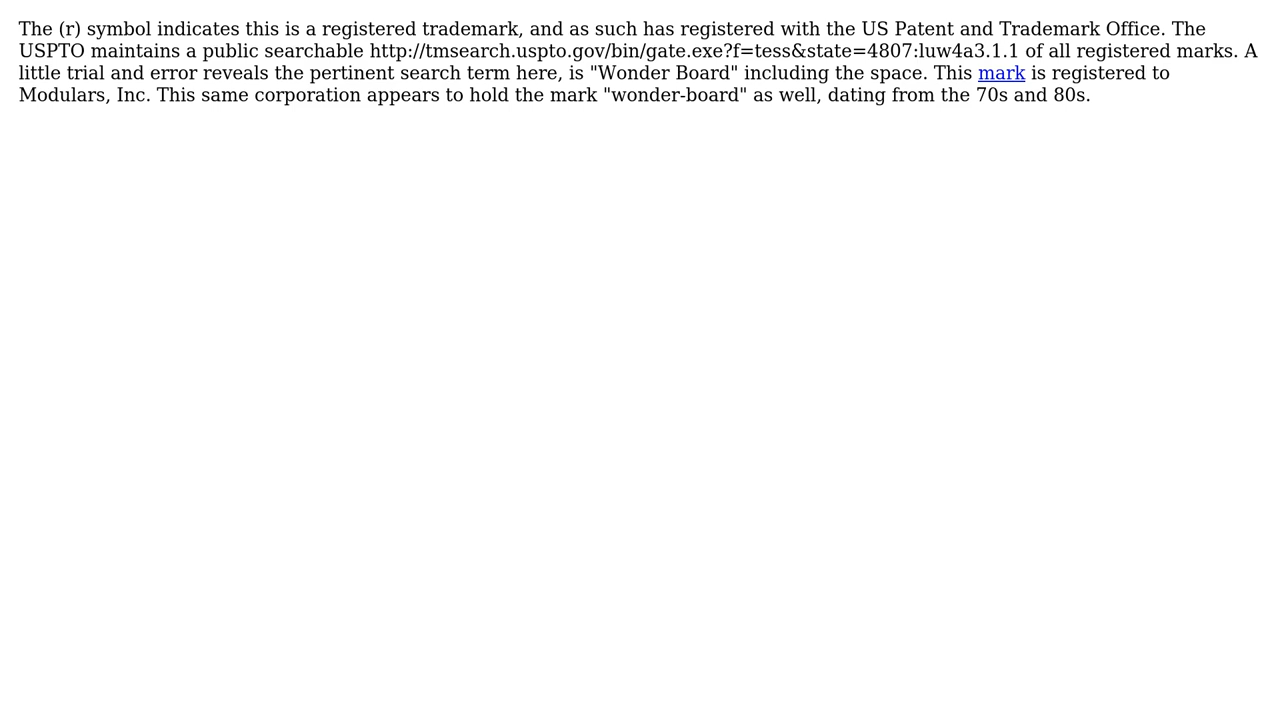 The (r) symbol indicates this is a registered trademark, and as such has registered with the US Patent and Trademark Office. The
USPTO maintains a public searchable http://tmsearch.uspto.gov/bin/gate.exe?f=tess&state=4807:luw4a3.1.1 of all registered marks. A
little trial and error reveals the pertinent search term here, is "Wonder Board" including the space. This mark is registered to
Modulars, Inc. This same corporation appears to hold the mark "wonder-board" as well, dating from the 70s and 80s.